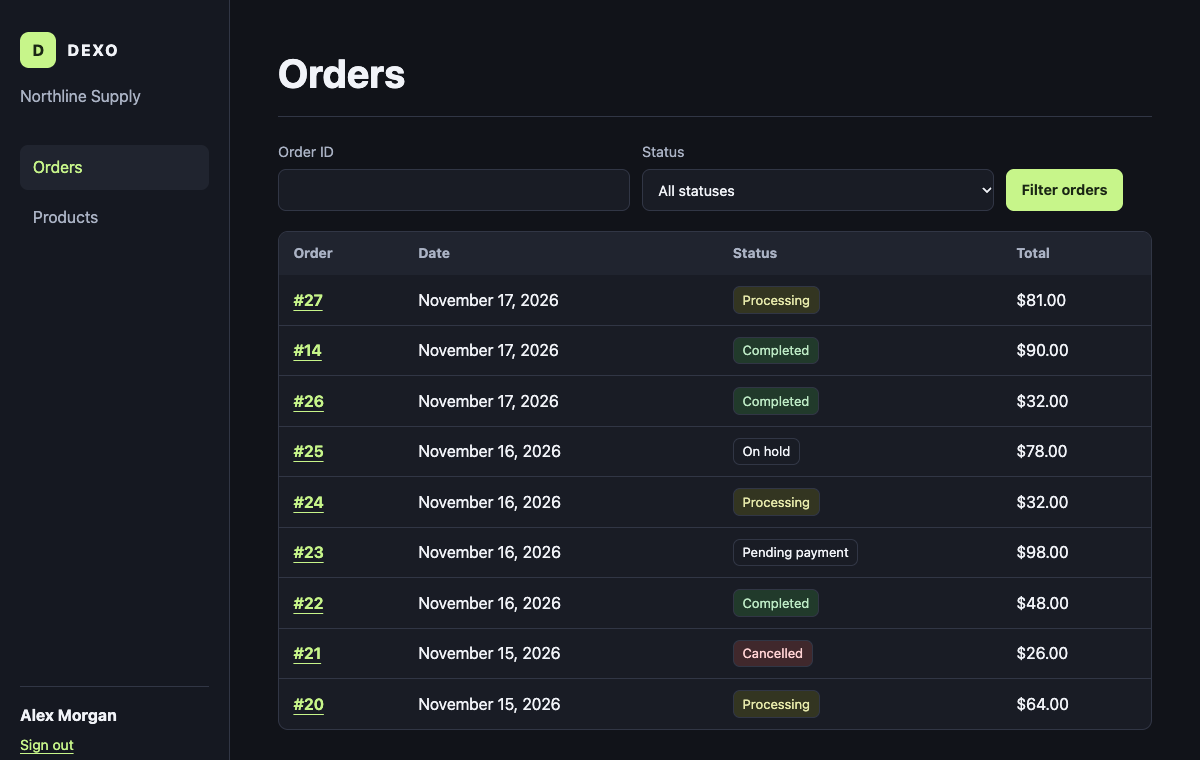 D DEXO
Northline Supply
Orders
Products
Alex Morgan
Sign out
Orders
Order ID
Status
All statuses
Filter orders
Order Date Status Total
#27 November 17, 2026 Processing $81.00
#14 November 17, 2026 Completed $90.00
#26 November 17, 2026 Completed $32.00
#25 November 16, 2026 On hold $78.00
#24 November 16, 2026 Processing $32.00
#23 November 16, 2026 Pending payment $98.00
#22 November 16, 2026 Completed $48.00
#21 November 15, 2026 Cancelled $26.00
#20 November 15, 2026 Processing $64.00